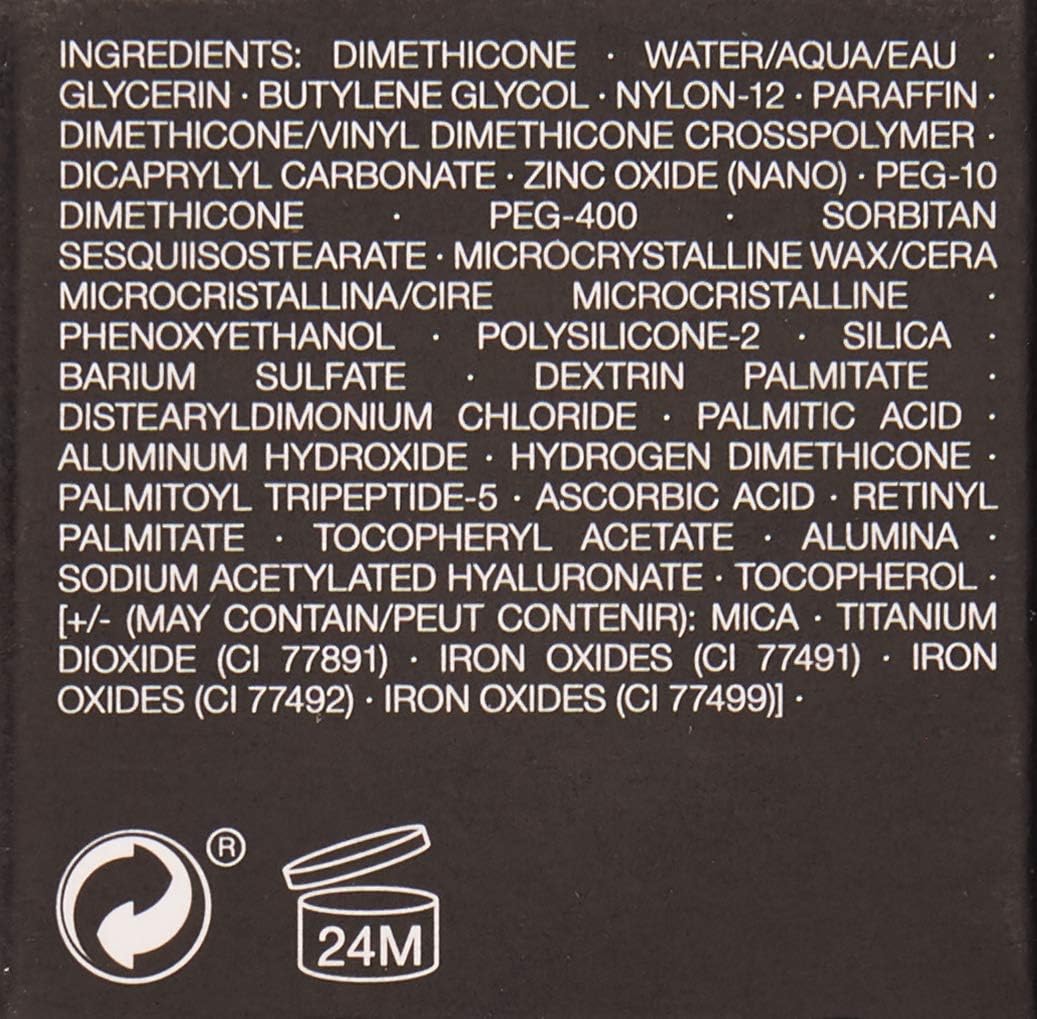 INGREDIENTS: DIMETHICONE · WATER/AQUA/EAU ·
GLYCERIN · BUTYLENE GLYCOL · NYLON-12 · PARAFFIN ·
DIMETHICONE/VINYL DIMETHICONE CROSSPOLYMER ·
DICAPRYLYL CARBONATE · ZINC OXIDE (NANO) · PEG-10
DIMETHICONE · PEG-400 · SORBITAN
SESQUIISOSTEARATE · MICROCRYSTALLINE WAX/CERA
MICROCRISTALLINA/CIRE MICROCRISTALLINE ·
PHENOXYETHANOL · POLYSILICONE-2 · SILICA ·
BARIUM SULFATE · DEXTRIN PALMITATE ·
DISTEARYLDIMONIUM CHLORIDE · PALMITIC ACID ·
ALUMINUM HYDROXIDE · HYDROGEN DIMETHICONE ·
PALMITOYL TRIPEPTIDE-5 · ASCORBIC ACID · RETINYL
PALMITATE · TOCOPHERYL ACETATE · ALUMINA ·
SODIUM ACETYLATED HYALURONATE · TOCOPHEROL ·
[+/- (MAY CONTAIN/PEUT CONTENIR): MICA · TITANIUM
DIOXIDE (CI 77891) · IRON OXIDES (CI 77491) · IRON
OXIDES (CI 77492) · IRON OXIDES (CI 77499)] ·
®
24M